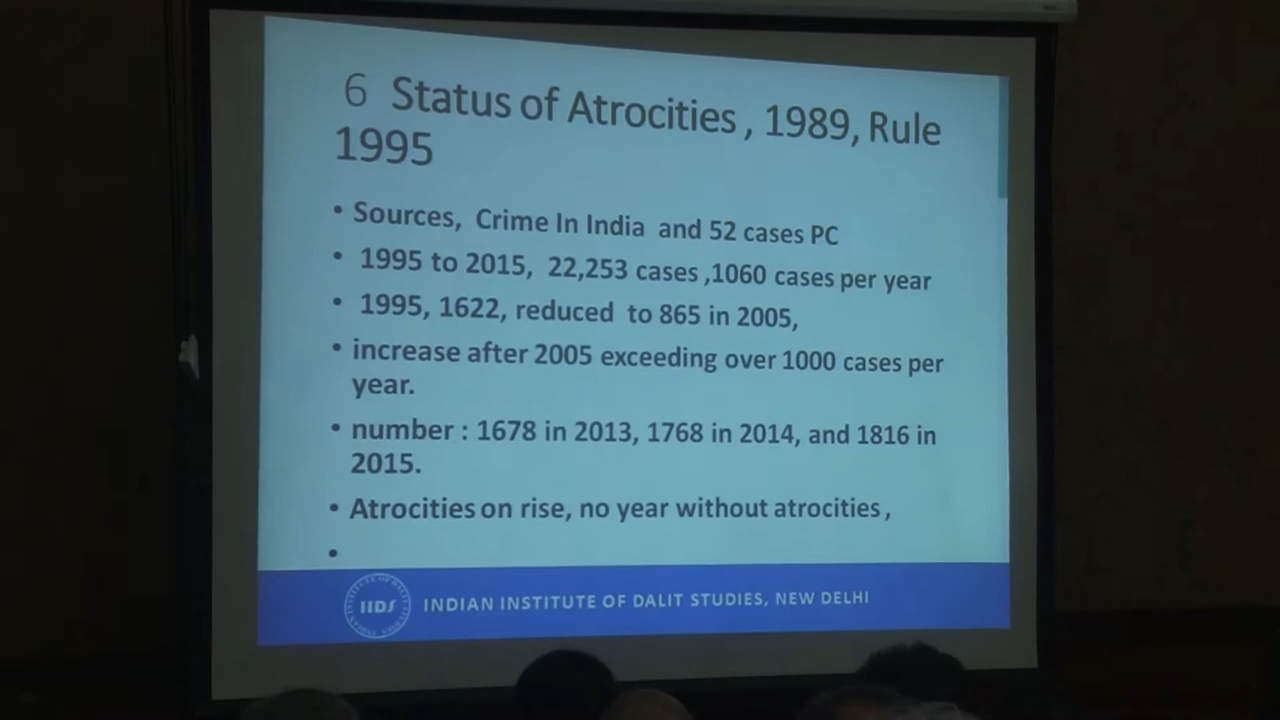 6 Status of Atrocities , 1989, Rule
1995
• Sources, Crime In India and 52 cases PC
• 1995 to 2015, 22,253 cases ,1060 cases per year
• 1995, 1622, reduced to 865 in 2005,
• increase after 2005 exceeding over 1000 cases per
year.
• number : 1678 in 2013, 1768 in 2014, and 1816 in
2015.
• Atrocities on rise, no year without atrocities ,
•
IIDS
INDIAN INSTITUTE OF DALIT STUDIES, NEW DELHI